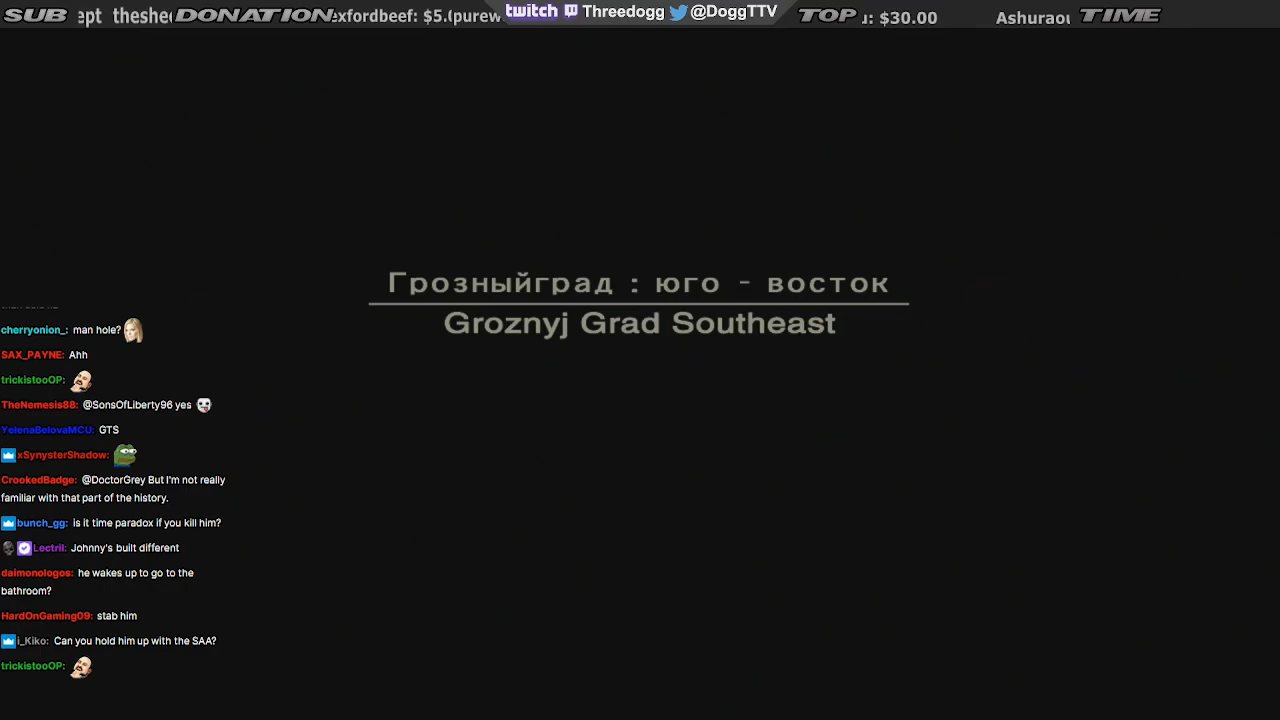 SUB ept theshe DONATION xfordbeef: $5.(purew twitch Threedogg @DoggTTV TOP : $30.00 Ashuraou TIME
Грозныйград : юго - восток
Groznyj Grad Southeast
cherryonion_: man hole?
SAX_PAYNE: Ahh
trickistooOP:
TheNemesis88: @SonsOfLiberty96 yes
YelenaBelovaMCU: GTS
xSynysterShadow:
CrookedBadge: @DoctorGrey But I'm not really
familiar with that part of the history.
bunch_gg: is it time paradox if you kill him?
Lectril: Johnny's built different
daimonologos: he wakes up to go to the
bathroom?
HardOnGaming09: stab him
i_Kiko: Can you hold him up with the SAA?
trickistooOP: